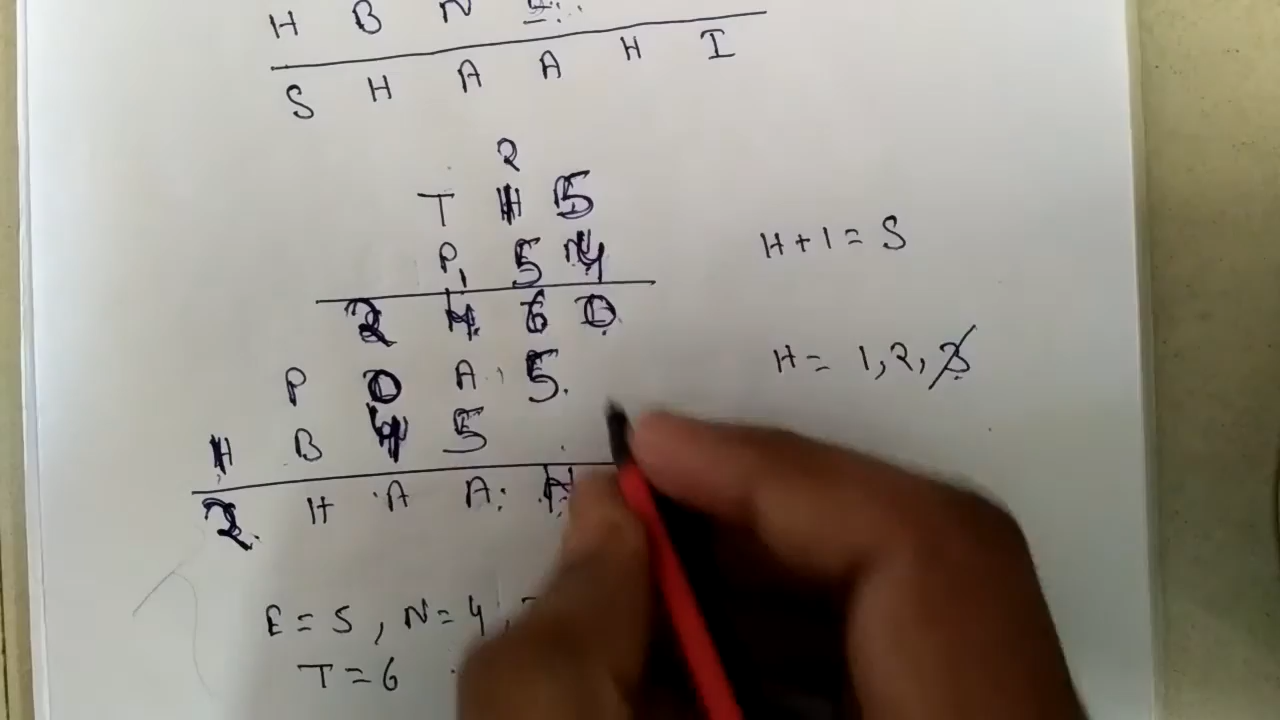 H B N
S H A A H I
2
T H 5
P 5 4
H + 1 = S
2 4 6 0
H = 1, 2, 3
P 0 A 5
H B 4 5
2 H A A H
E = 5, N = 4,
T = 6